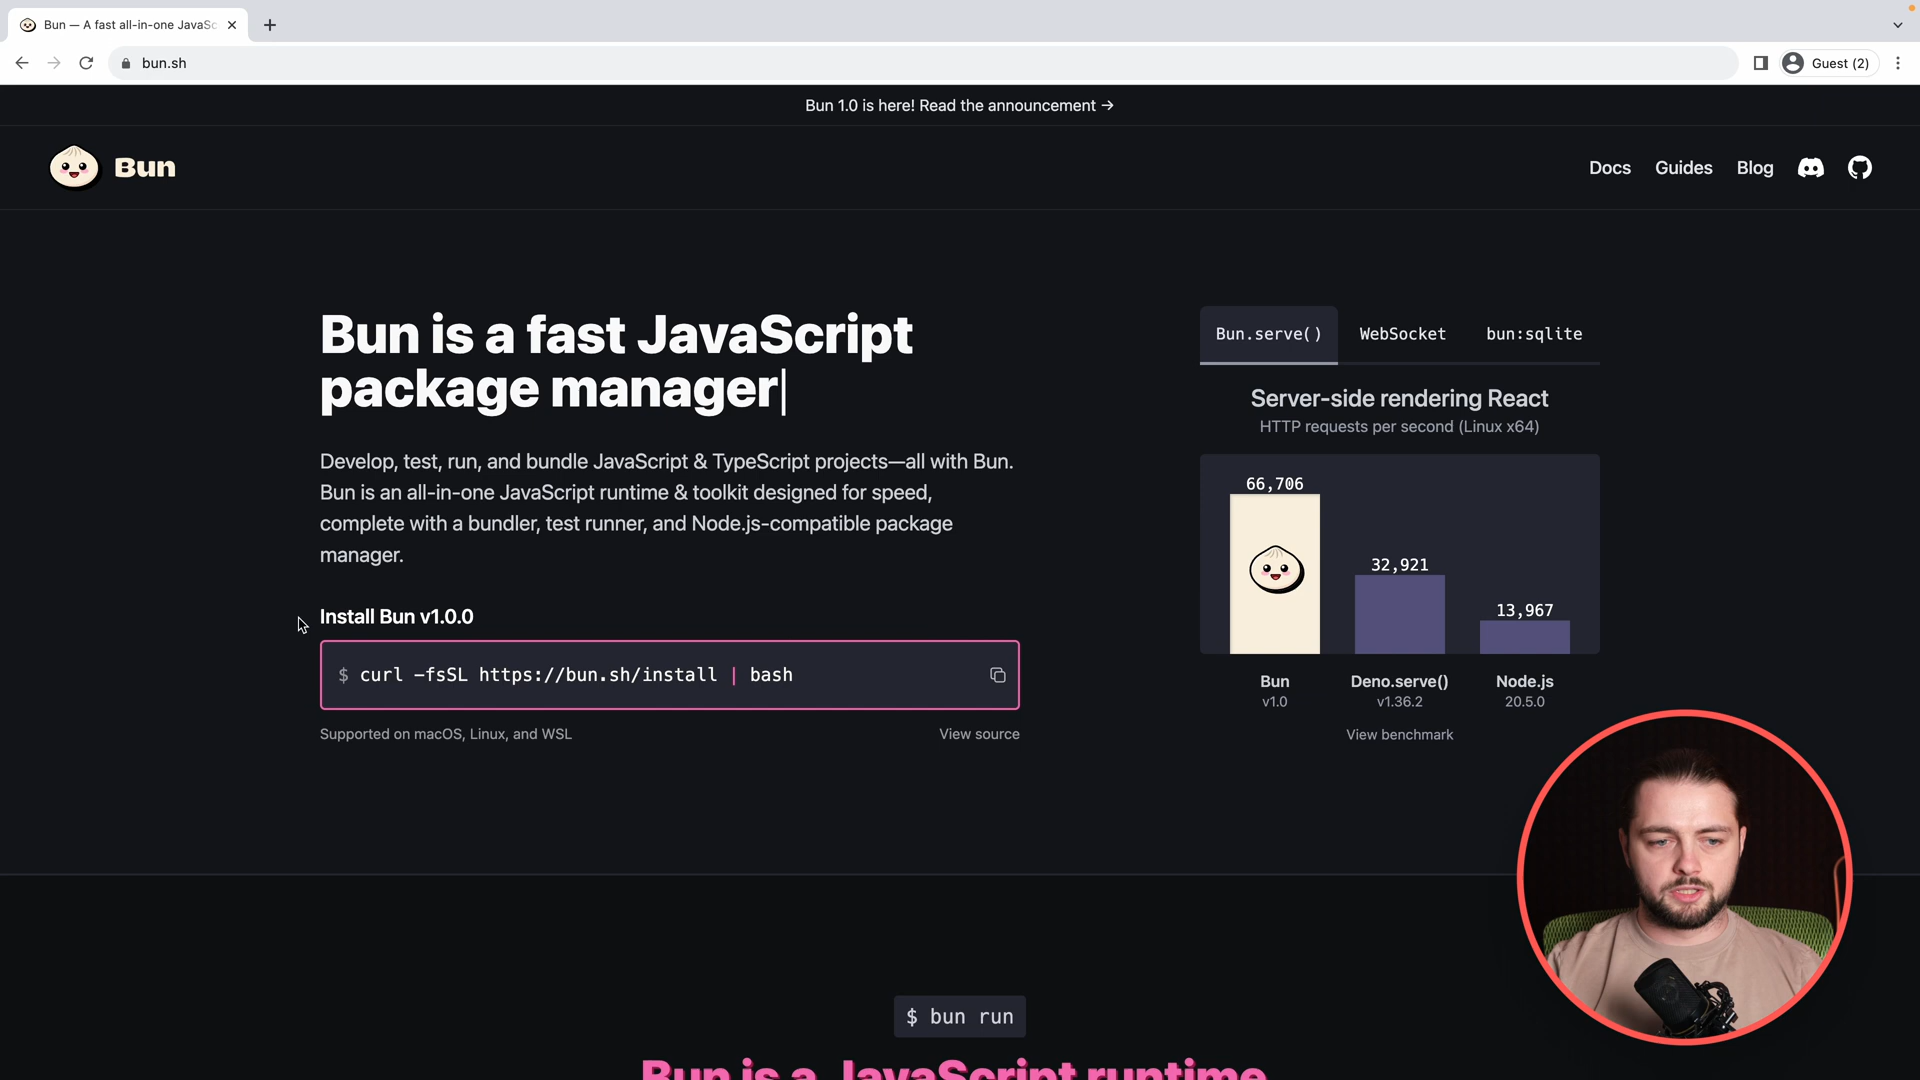 Bun — A fast all-in-one JavaSc
bun.sh
Guest (2)
Bun 1.0 is here! Read the announcement →
Bun
Docs
Guides
Blog
Bun is a fast JavaScript
package manager|
Develop, test, run, and bundle JavaScript & TypeScript projects—all with Bun.
Bun is an all-in-one JavaScript runtime & toolkit designed for speed,
complete with a bundler, test runner, and Node.js-compatible package
manager.
Install Bun v1.0.0
$ curl -fsSL https://bun.sh/install | bash
Supported on macOS, Linux, and WSL
View source
Bun.serve()
WebSocket
bun:sqlite
Server-side rendering React
HTTP requests per second (Linux x64)
66,706
32,921
13,967
Bun
Deno.serve()
Node.js
v1.0
v1.36.2
20.5.0
View benchmark
$ bun run
Bun is a JavaScript runtime